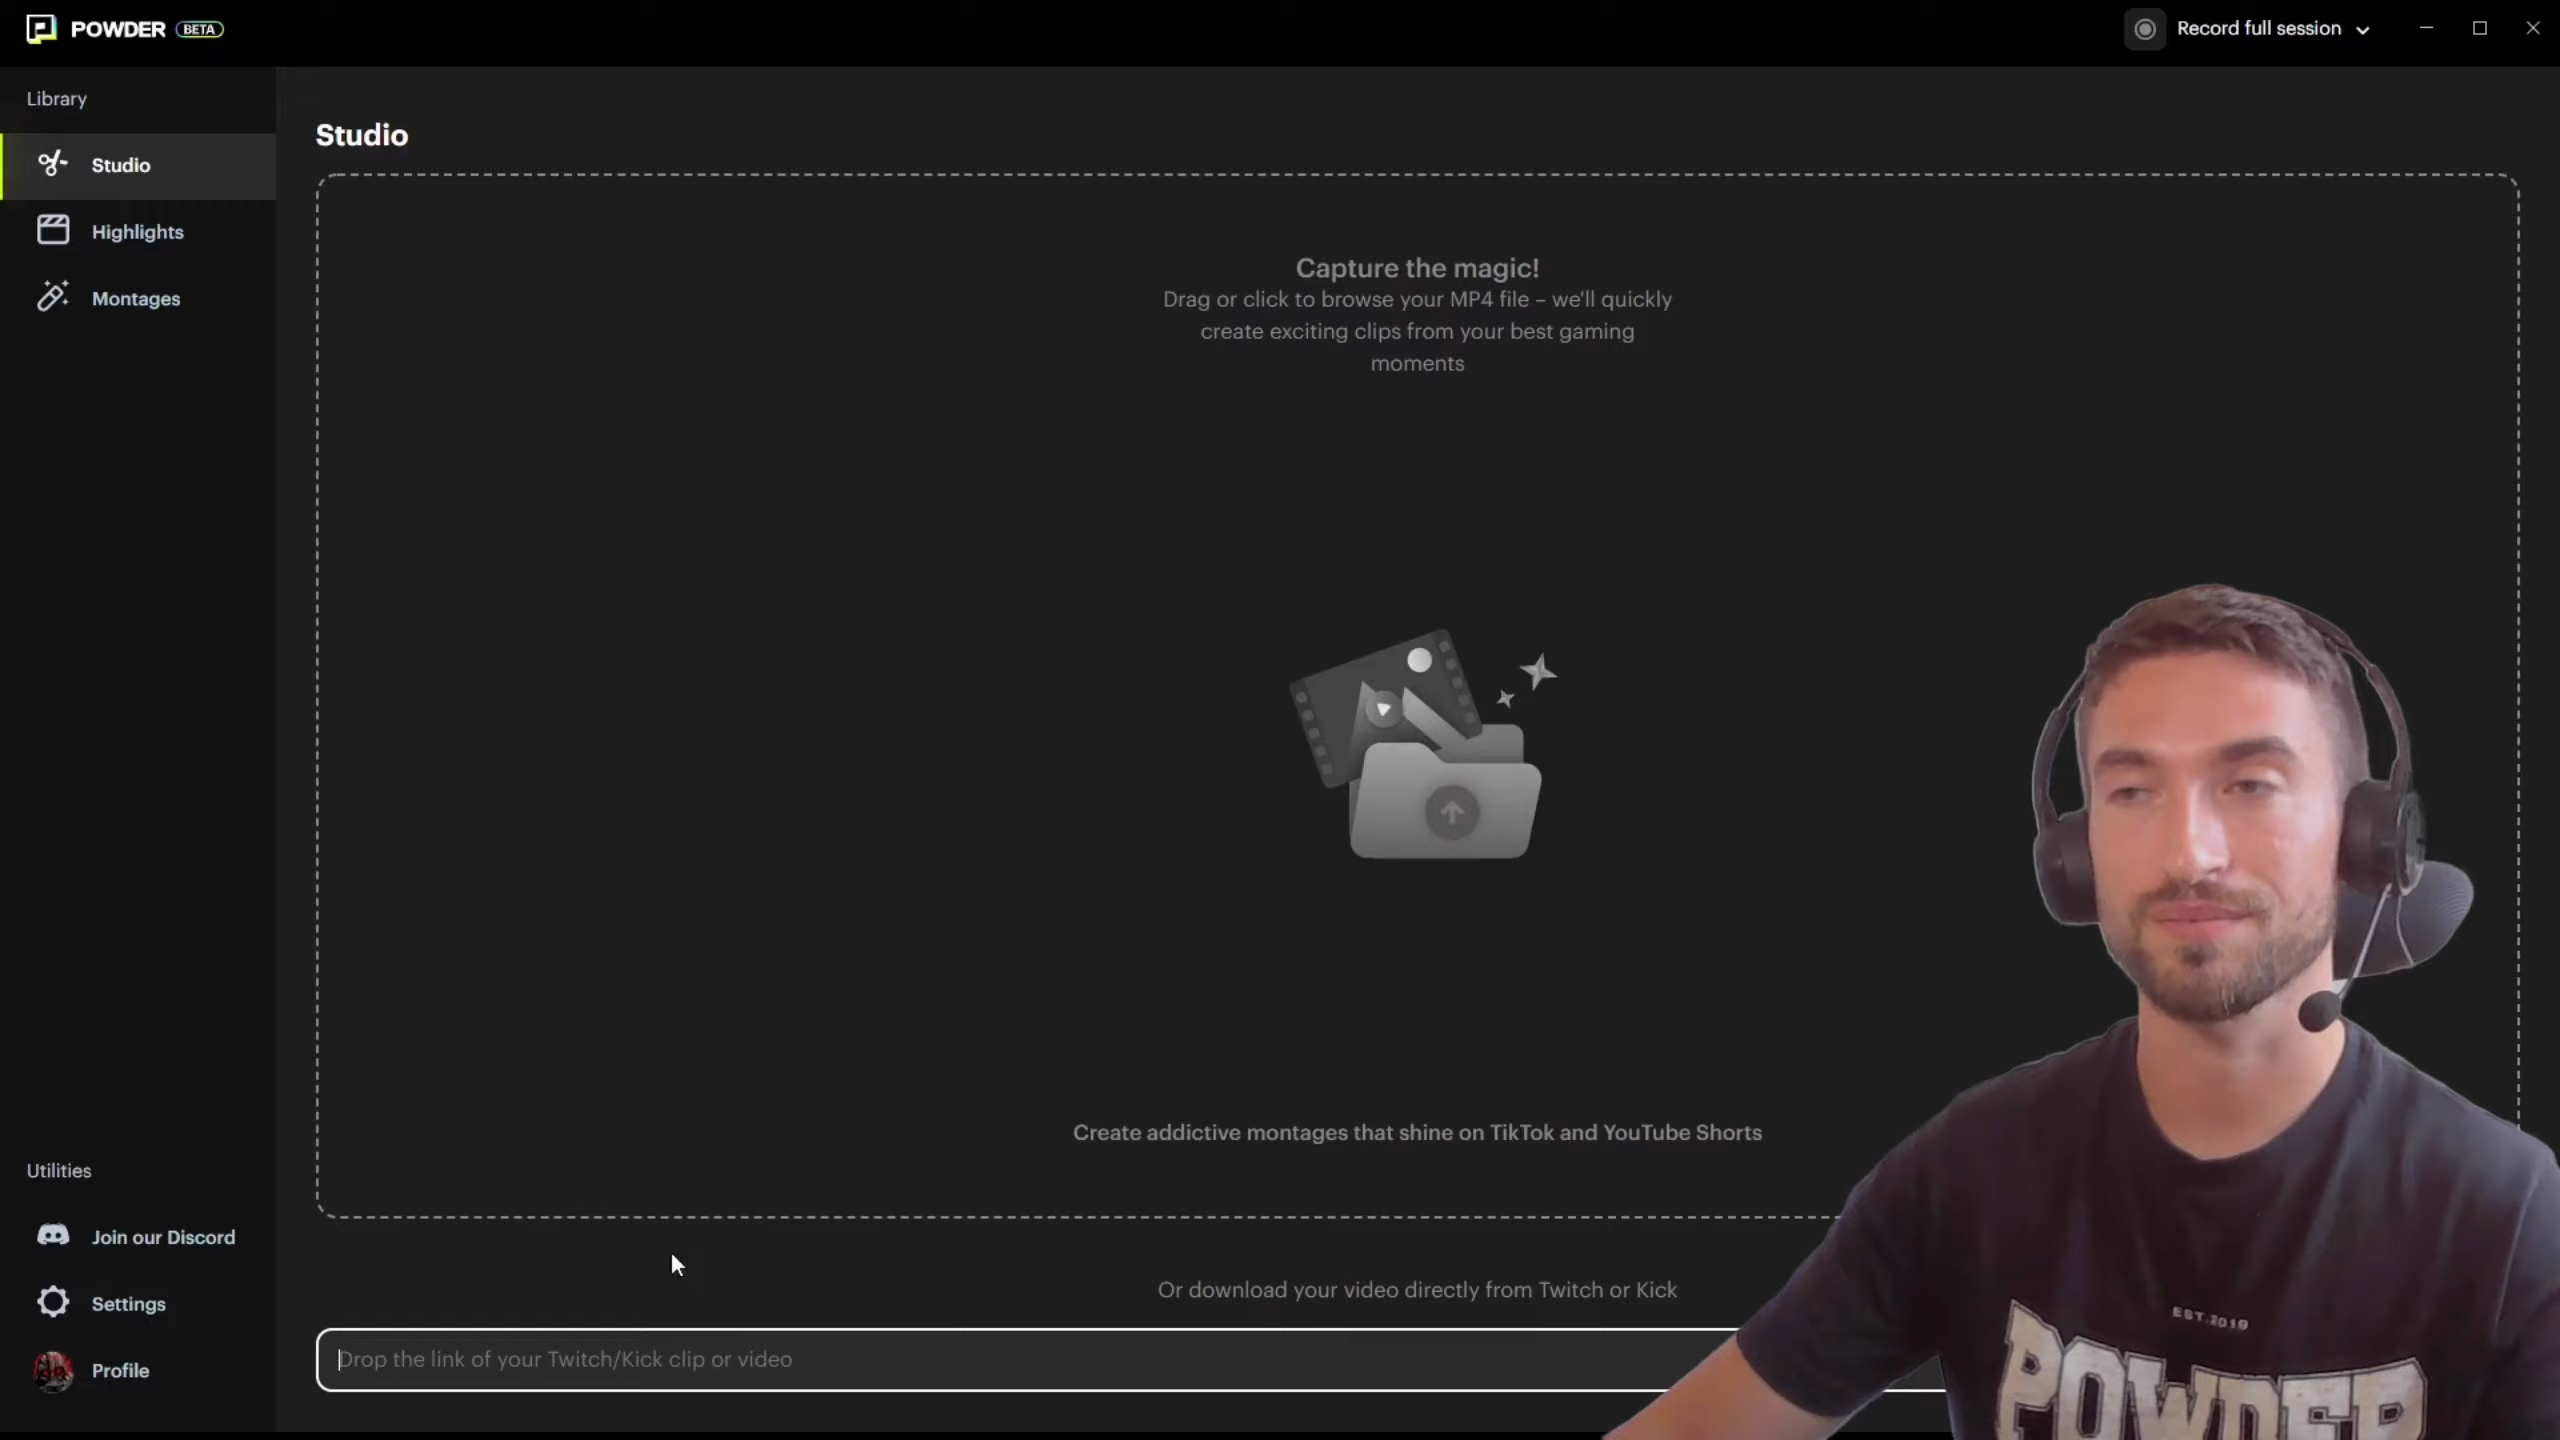 POWDER BETA
Record full session
Library
Studio
Highlights
Montages
Studio
Capture the magic!
Drag or click to browse your MP4 file – we'll quickly
create exciting clips from your best gaming
moments
Create addictive montages that shine on TikTok and YouTube Shorts
Utilities
Join our Discord
Settings
Profile
Or download your video directly from Twitch or Kick
Drop the link of your Twitch/Kick clip or video
EST.2019
POWDER